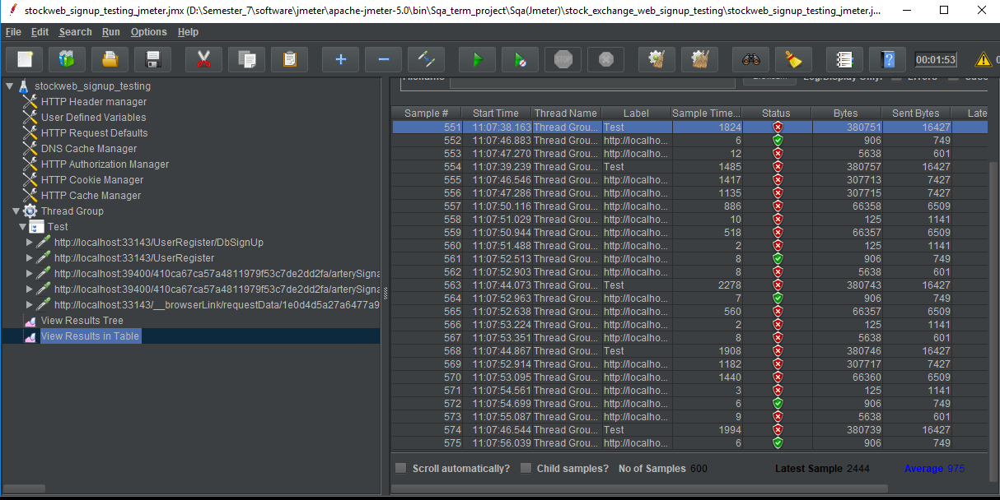 stockweb_signup_testing_jmeter.jmx (D:\Semester_7\software\jmeter\apache-jmeter-5.0\bin\Sqa_term_project\Sqa(Jmeter)\stock_exchange_web_signup_testing\stockweb_signup_testing_jmeter.j...
File Edit Search Run Options Help
00:01:53
0
stockweb_signup_testing
HTTP Header manager
User Defined Variables
HTTP Request Defaults
DNS Cache Manager
HTTP Authorization Manager
HTTP Cookie Manager
HTTP Cache Manager
Thread Group
Test
http://localhost:33143/UserRegister/DbSignUp
http://localhost:33143/UserRegister
http://localhost:39400/410ca67ca57a4811979f53c7de2dd2fa/arterySigna
http://localhost:39400/410ca67ca57a4811979f53c7de2dd2fa/arterySigna
http://localhost:33143/__browserLink/requestData/1e0d4d5a27a6477a9
View Results Tree
View Results in Table
Sample # Start Time Thread Name Label Sample Time... Status Bytes Sent Bytes Late
551 11:07:38.163 Thread Grou... Test 1824 380751 16427
552 11:07:46.883 Thread Grou... http://localho... 6 906 749
553 11:07:47.270 Thread Grou... http://localho... 12 5638 601
554 11:07:39.239 Thread Grou... Test 1485 380757 16427
555 11:07:46.546 Thread Grou... http://localho... 1417 307713 7427
556 11:07:47.286 Thread Grou... http://localho... 1135 307715 7427
557 11:07:50.116 Thread Grou... http://localho... 886 66358 6509
558 11:07:51.029 Thread Grou... http://localho... 10 125 1141
559 11:07:50.944 Thread Grou... http://localho... 518 66357 6509
560 11:07:51.488 Thread Grou... http://localho... 2 125 1141
561 11:07:52.513 Thread Grou... http://localho... 8 906 749
562 11:07:52.903 Thread Grou... http://localho... 8 5638 601
563 11:07:44.073 Thread Grou... Test 2278 380743 16427
564 11:07:52.963 Thread Grou... http://localho... 7 906 749
565 11:07:52.638 Thread Grou... http://localho... 560 66357 6509
566 11:07:53.224 Thread Grou... http://localho... 2 125 1141
567 11:07:53.351 Thread Grou... http://localho... 8 5638 601
568 11:07:44.867 Thread Grou... Test 1908 380746 16427
569 11:07:52.914 Thread Grou... http://localho... 1182 307717 7427
570 11:07:53.095 Thread Grou... http://localho... 1440 66360 6509
571 11:07:54.561 Thread Grou... http://localho... 3 125 1141
572 11:07:54.699 Thread Grou... http://localho... 6 906 749
573 11:07:55.087 Thread Grou... http://localho... 9 5638 601
574 11:07:46.544 Thread Grou... Test 1994 380739 16427
575 11:07:56.039 Thread Grou... http://localho... 6 906 749
Scroll automatically? Child samples? No of Samples 600 Latest Sample 2444 Average 975